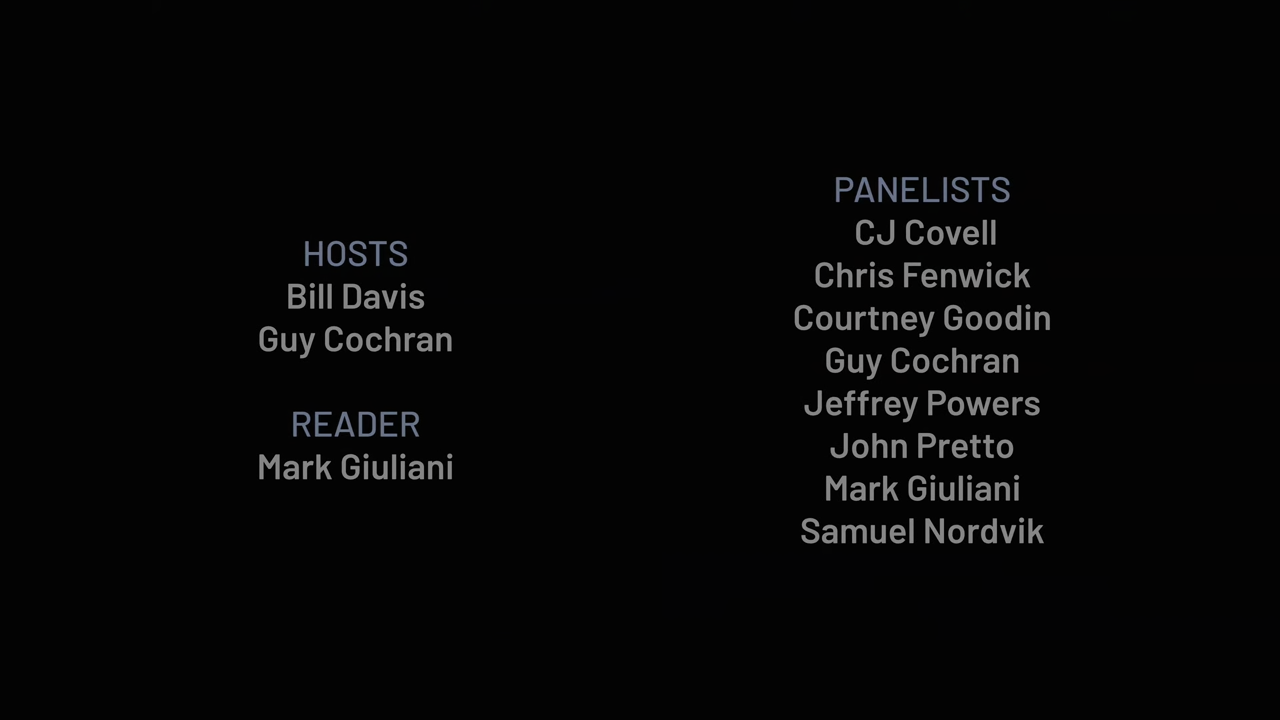 HOSTS
Bill Davis
Guy Cochran
READER
Mark Giuliani
PANELISTS
CJ Covell
Chris Fenwick
Courtney Goodin
Guy Cochran
Jeffrey Powers
John Pretto
Mark Giuliani
Samuel Nordvik